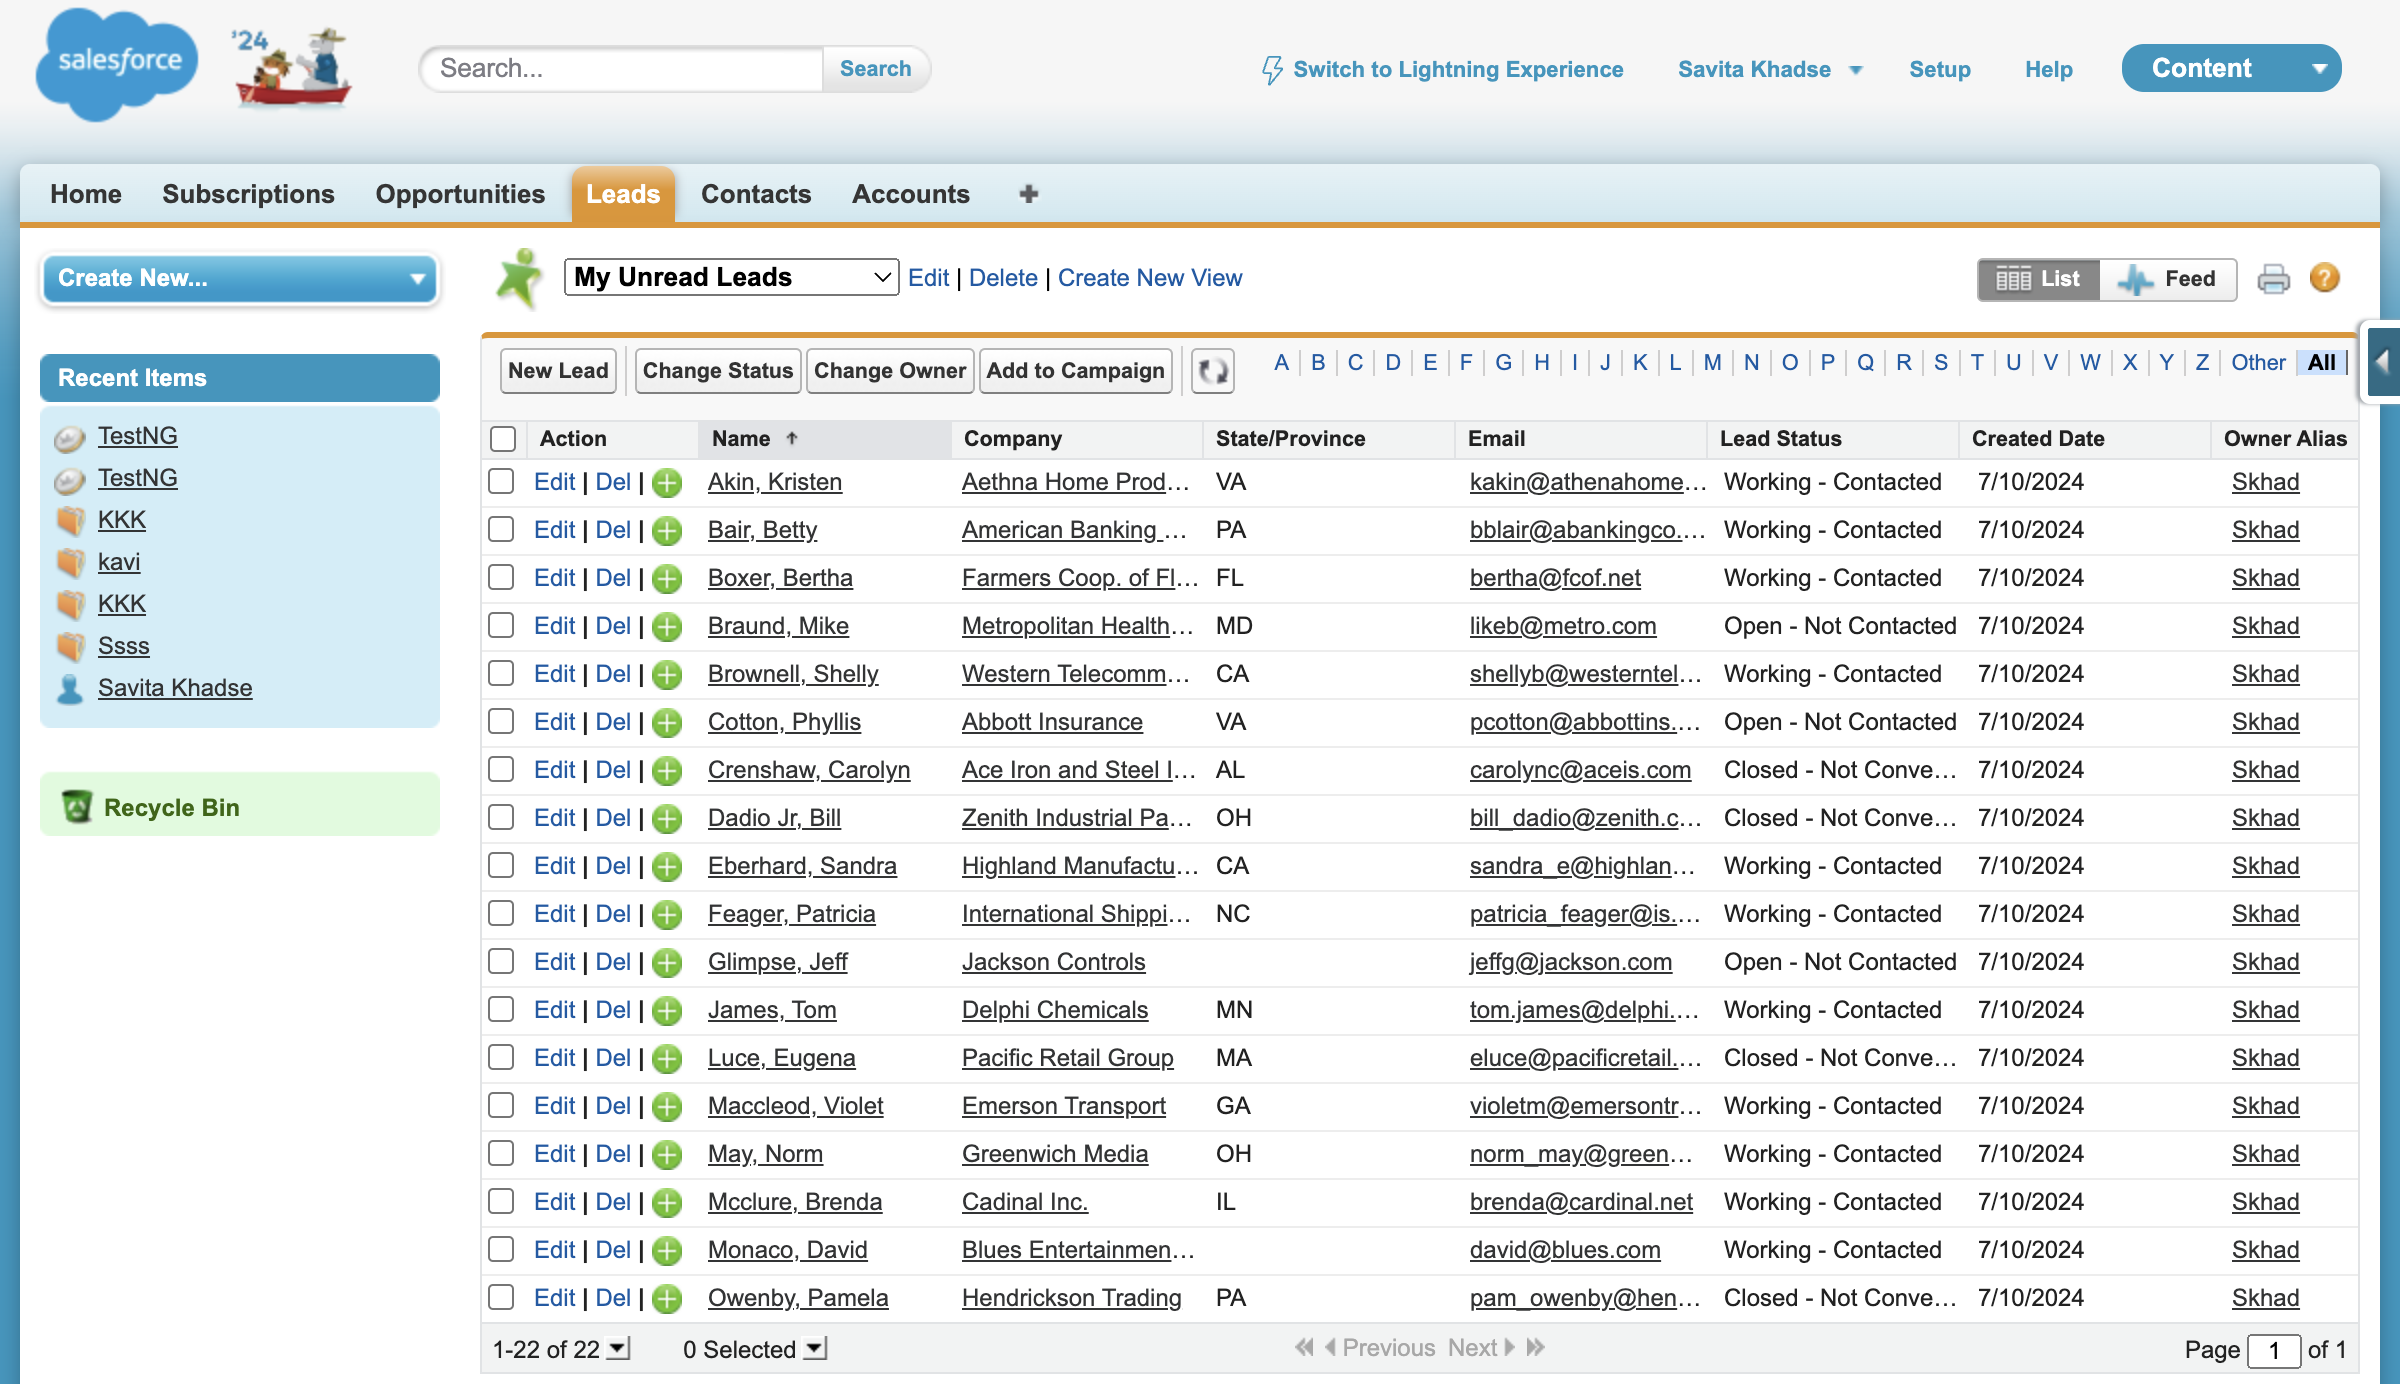 salesforce
'24
Search...
Search
Switch to Lightning Experience
Savita Khadse
Setup
Help
Content
Home Subscriptions Opportunities Leads Contacts Accounts
Create New...
My Unread Leads Edit | Delete | Create New View
List Feed
Recent Items
TestNG
TestNG
KKK
kavi
KKK
Ssss
Savita Khadse
Recycle Bin
New Lead Change Status Change Owner Add to Campaign
A B C D E F G H I J K L M N O P Q R S T U V W X Y Z Other All
Action Name Company State/Province Email Lead Status Created Date Owner Alias
Edit | Del | Akin, Kristen Aethna Home Prod... VA kakin@athenahome... Working - Contacted 7/10/2024 Skhad
Edit | Del | Bair, Betty American Banking ... PA bblair@abankingco.... Working - Contacted 7/10/2024 Skhad
Edit | Del | Boxer, Bertha Farmers Coop. of Fl... FL bertha@fcof.net Working - Contacted 7/10/2024 Skhad
Edit | Del | Braund, Mike Metropolitan Health... MD likeb@metro.com Open - Not Contacted 7/10/2024 Skhad
Edit | Del | Brownell, Shelly Western Telecomm... CA shellyb@westerntel... Working - Contacted 7/10/2024 Skhad
Edit | Del | Cotton, Phyllis Abbott Insurance VA pcotton@abbottins.... Open - Not Contacted 7/10/2024 Skhad
Edit | Del | Crenshaw, Carolyn Ace Iron and Steel I... AL carolync@aceis.com Closed - Not Conve... 7/10/2024 Skhad
Edit | Del | Dadio Jr, Bill Zenith Industrial Pa... OH bill_dadio@zenith.c... Closed - Not Conve... 7/10/2024 Skhad
Edit | Del | Eberhard, Sandra Highland Manufactu... CA sandra_e@highlan... Working - Contacted 7/10/2024 Skhad
Edit | Del | Feager, Patricia International Shippi... NC patricia_feager@is.... Working - Contacted 7/10/2024 Skhad
Edit | Del | Glimpse, Jeff Jackson Controls jeffg@jackson.com Open - Not Contacted 7/10/2024 Skhad
Edit | Del | James, Tom Delphi Chemicals MN tom.james@delphi.... Working - Contacted 7/10/2024 Skhad
Edit | Del | Luce, Eugena Pacific Retail Group MA eluce@pacificretail.... Closed - Not Conve... 7/10/2024 Skhad
Edit | Del | Maccleod, Violet Emerson Transport GA violetm@emersontr... Working - Contacted 7/10/2024 Skhad
Edit | Del | May, Norm Greenwich Media OH norm_may@green... Working - Contacted 7/10/2024 Skhad
Edit | Del | Mcclure, Brenda Cadinal Inc. IL brenda@cardinal.net Working - Contacted 7/10/2024 Skhad
Edit | Del | Monaco, David Blues Entertainmen... david@blues.com Working - Contacted 7/10/2024 Skhad
Edit | Del | Owenby, Pamela Hendrickson Trading PA pam_owenby@hen... Closed - Not Conve... 7/10/2024 Skhad
1-22 of 22 0 Selected Previous Next Page 1 of 1